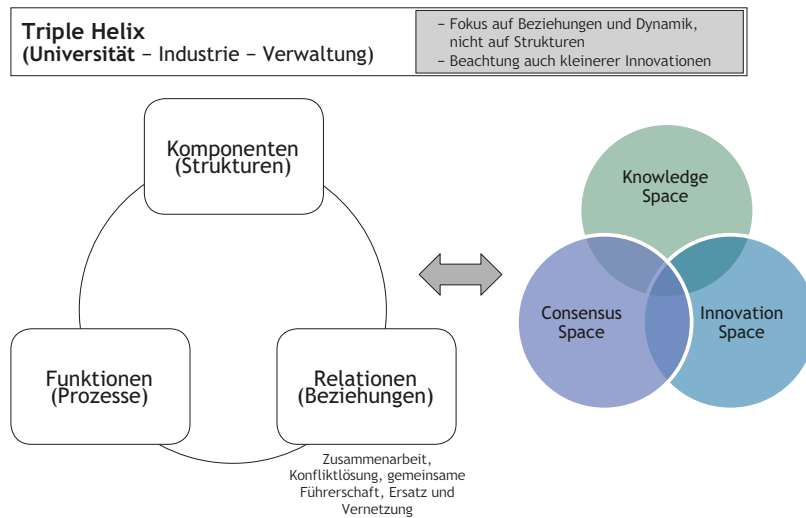 Triple Helix
(Universität – Industrie – Verwaltung)
– Fokus auf Beziehungen und Dynamik,
nicht auf Strukturen
– Beachtung auch kleinerer Innovationen
Komponenten
(Strukturen)
Funktionen
(Prozesse)
Relationen
(Beziehungen)
Zusammenarbeit,
Konfliktlösung, gemeinsame
Führerschaft, Ersatz und
Vernetzung
Knowledge
Space
Consensus
Space
Innovation
Space